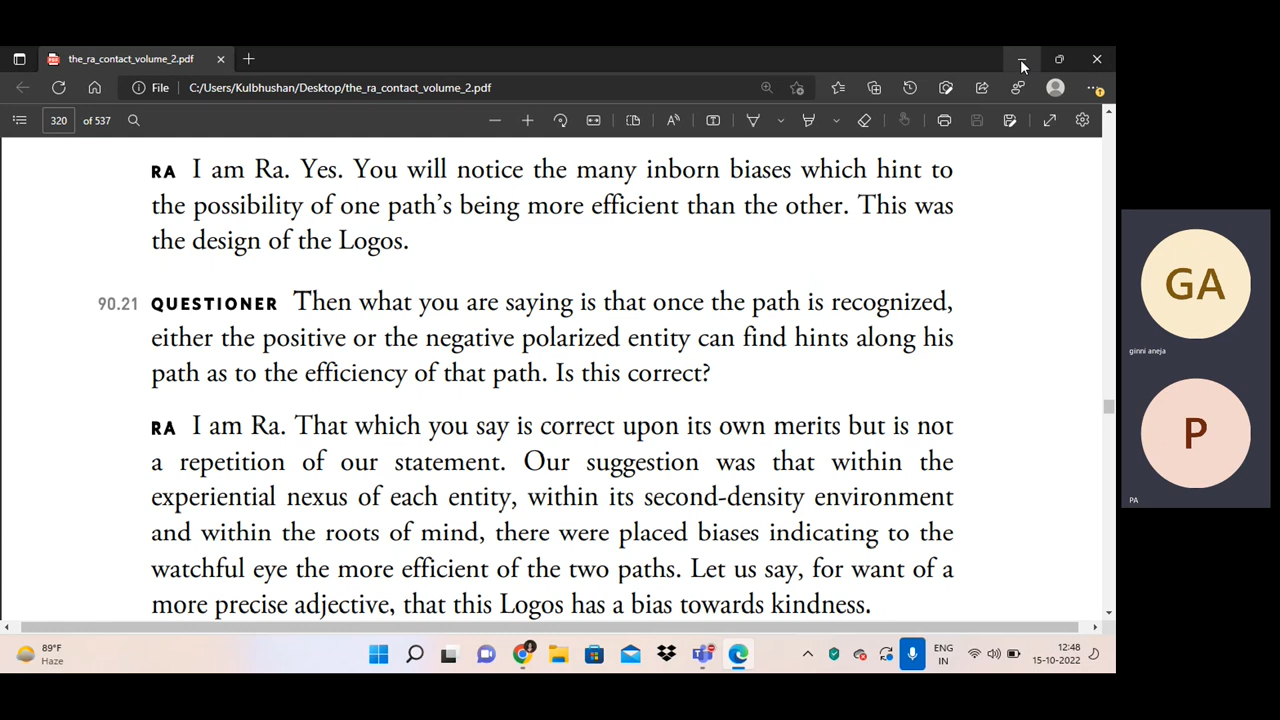 the_ra_contact_volume_2.pdf
File C:/Users/Kulbhushan/Desktop/the_ra_contact_volume_2.pdf
320 of 537
RA I am Ra. Yes. You will notice the many inborn biases which hint to
the possibility of one path's being more efficient than the other. This was
the design of the Logos.
90.21 QUESTIONER Then what you are saying is that once the path is recognized,
either the positive or the negative polarized entity can find hints along his
path as to the efficiency of that path. Is this correct?
RA I am Ra. That which you say is correct upon its own merits but is not
a repetition of our statement. Our suggestion was that within the
experiential nexus of each entity, within its second-density environment
and within the roots of mind, there were placed biases indicating to the
watchful eye the more efficient of the two paths. Let us say, for want of a
more precise adjective, that this Logos has a bias towards kindness.
GA
ginni aneja
P
PA
89°F
Haze
ENG
IN
12:48
15-10-2022